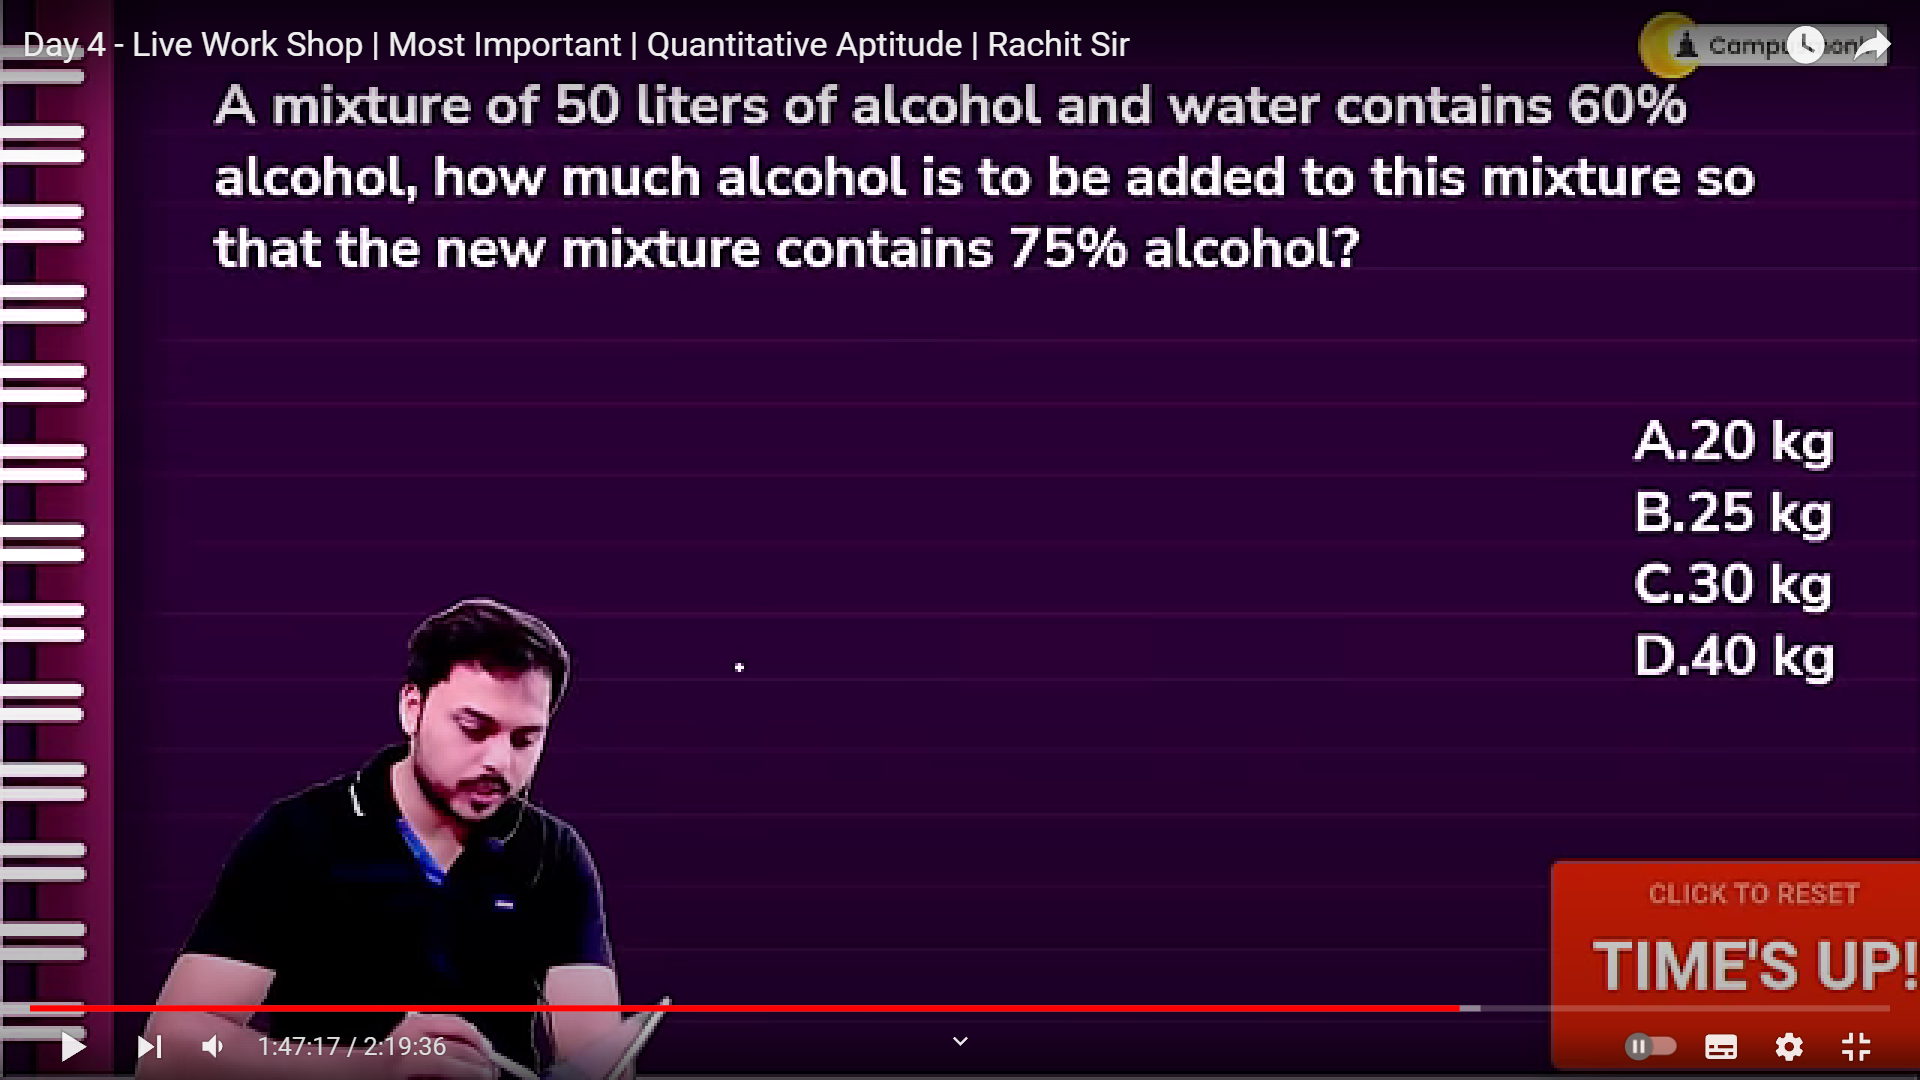 Day 4 - Live Work Shop | Most Important | Quantitative Aptitude | Rachit Sir
A mixture of 50 liters of alcohol and water contains 60%
alcohol, how much alcohol is to be added to this mixture so
that the new mixture contains 75% alcohol?
A.20 kg
B.25 kg
C.30 kg
D.40 kg
CLICK TO RESET
TIME'S UP!
1:47:17 / 2:19:36